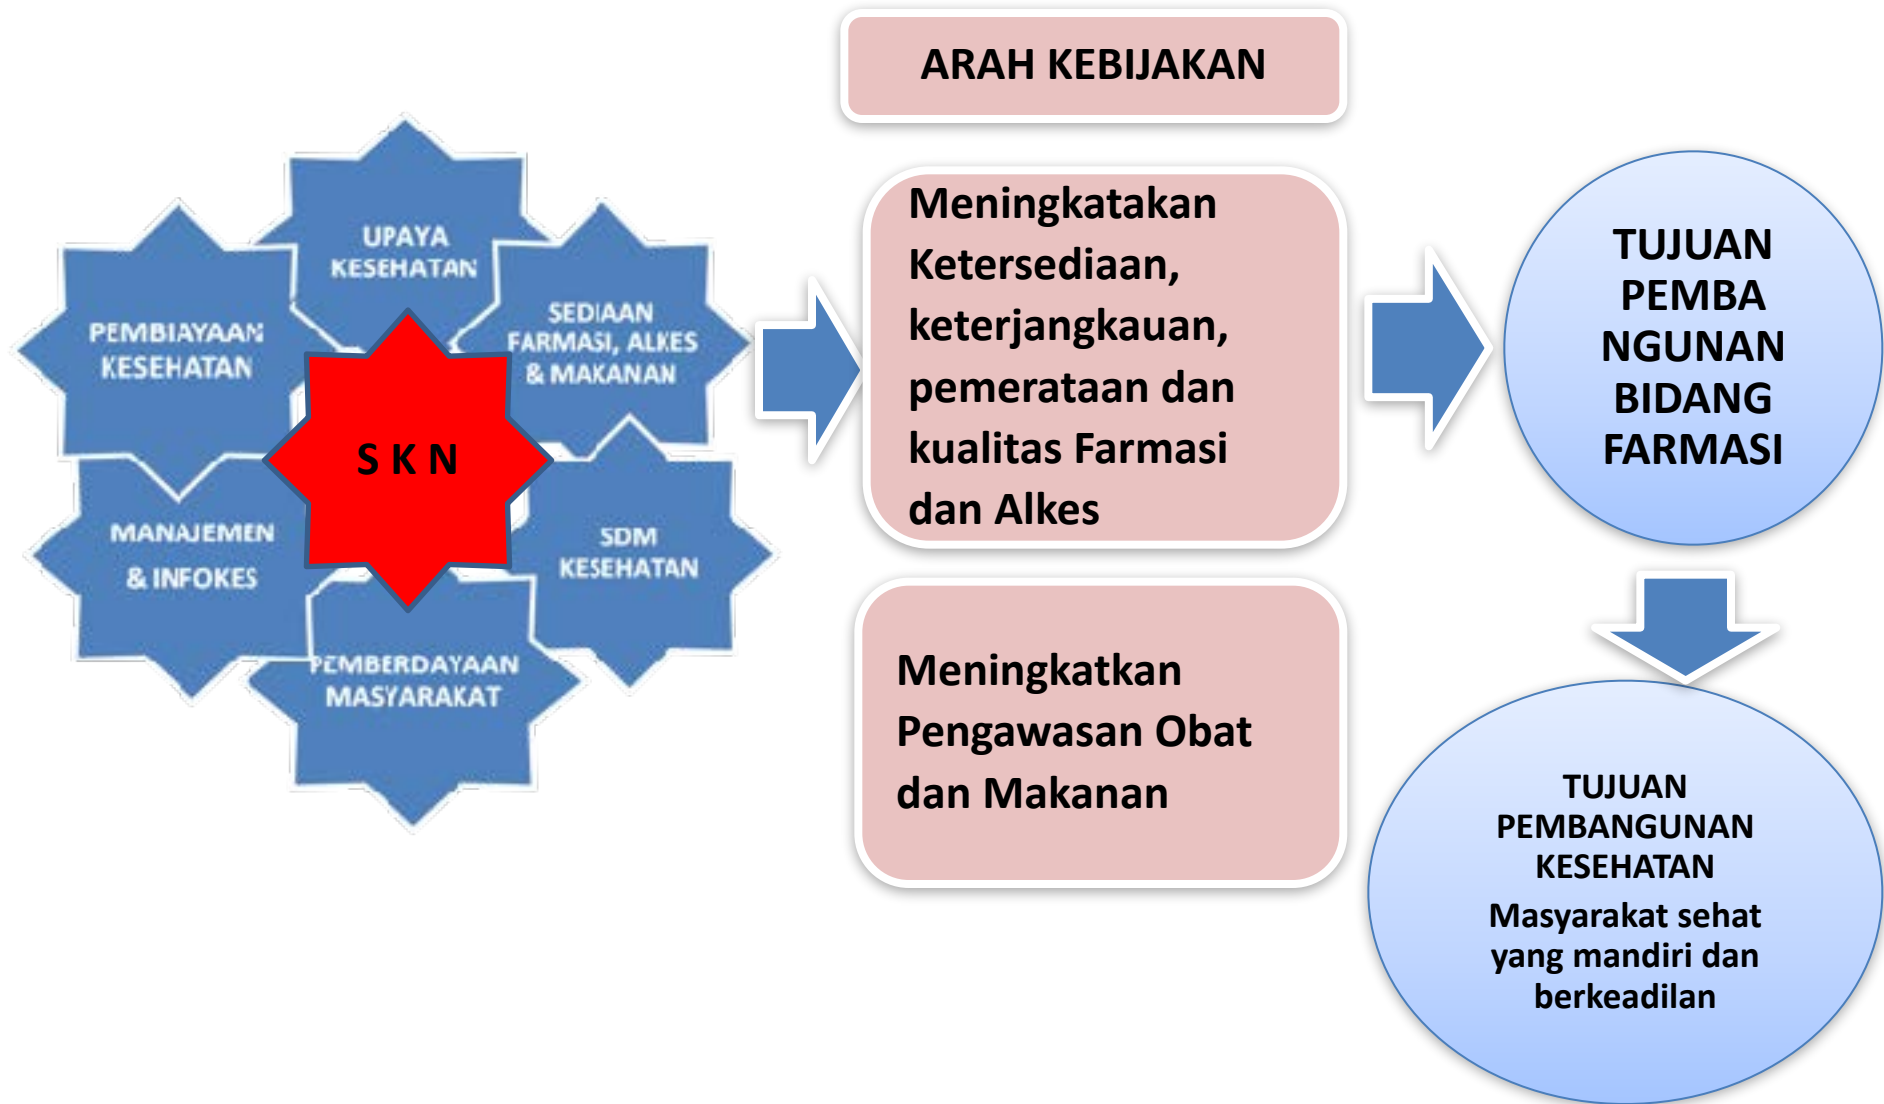 ARAH KEBIJAKAN
UPAYA
KESEHATAN
PEMBIAYAAN
KESEHATAN
SEDIAAN
FARMASI, ALKES
& MAKANAN
S K N
MANAJEMEN
& INFOKES
SDM
KESEHATAN
PEMBERDAYAAN
MASYARAKAT
Meningkatakan
Ketersediaan,
keterjangkauan,
pemerataan dan
kualitas Farmasi
dan Alkes
Meningkatkan
Pengawasan Obat
dan Makanan
TUJUAN
PEMBA
NGUNAN
BIDANG
FARMASI
TUJUAN
PEMBANGUNAN
KESEHATAN
Masyarakat sehat
yang mandiri dan
berkeadilan